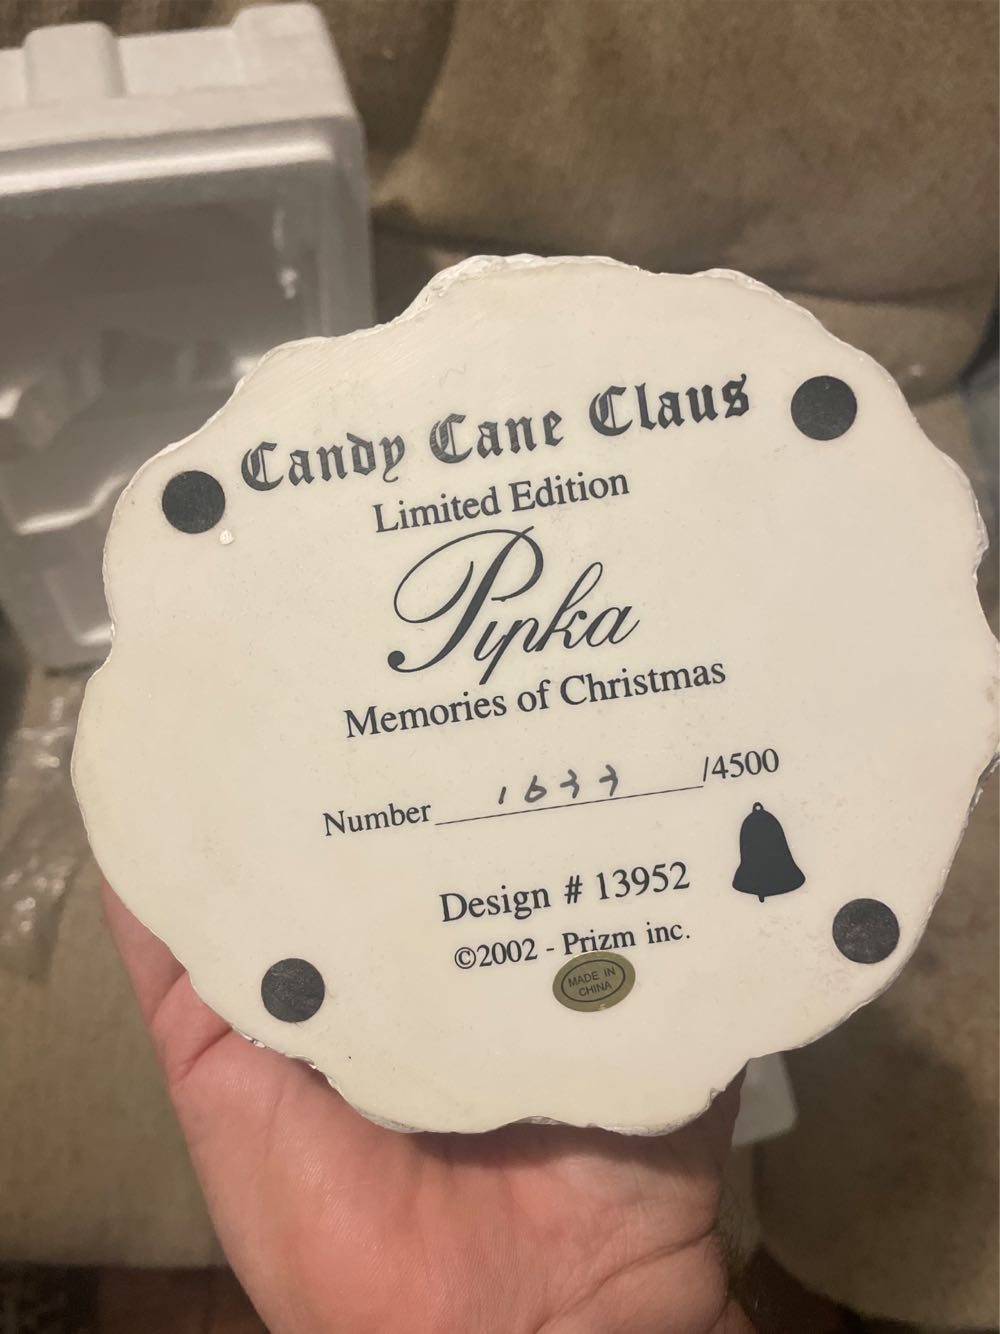 Candy Cane Claus
Limited Edition
Pipka
Memories of Christmas
Number 1633 /4500
Design # 13952
©2002 - Prizm inc.
MADE IN
CHINA